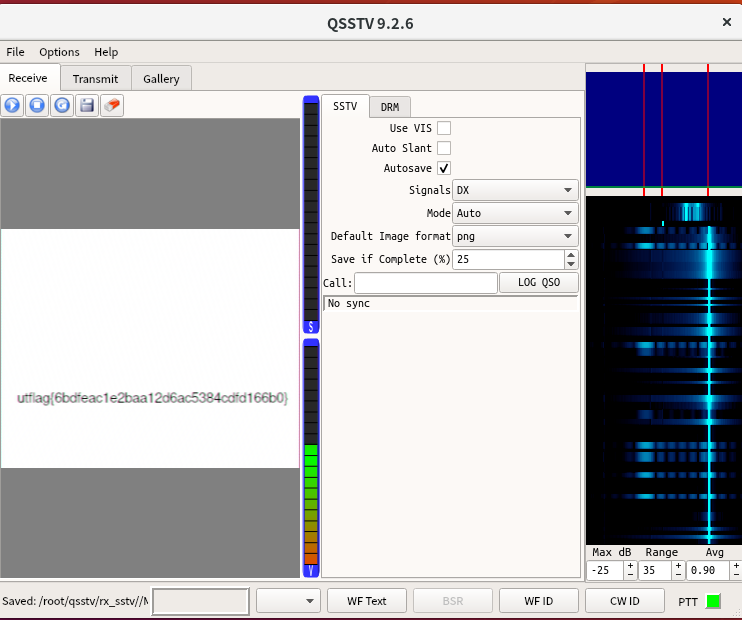 QSSTV 9.2.6
File Options Help
Receive Transmit Gallery
SSTV DRM
Use VIS
Auto Slant
Autosave
Signals DX
Mode Auto
Default Image format png
Save if Complete (%) 25
Call: LOG QSO
No sync
S
utflag{6bdfeac1e2baa12d6ac5384cdfd166b0}
V
Max dB Range Avg
-25 35 0.90
Saved: /root/qsstv/rx_sstv//M
WF Text BSR WF ID CW ID PTT